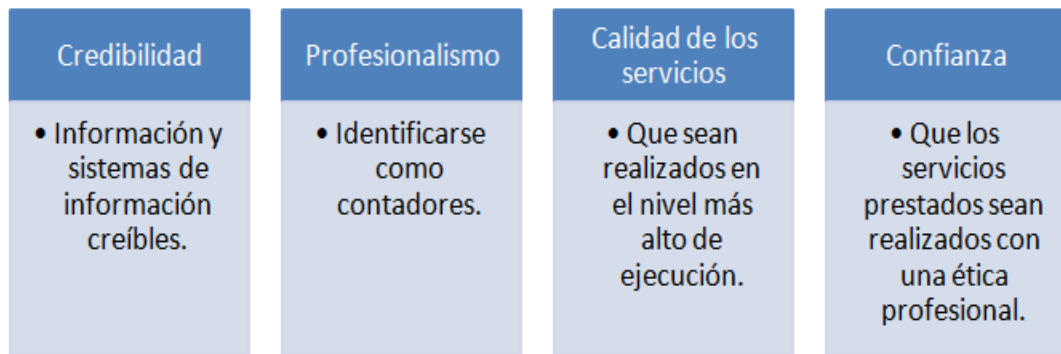 Credibilidad
• Información y
sistemas de
información
creíbles.
Profesionalismo
• Identificarse
como
contadores.
Calidad de los
servicios
• Que sean
realizados en
el nivel más
alto de
ejecución.
Confianza
• Que los
servicios
prestados sean
realizados con
una ética
profesional.